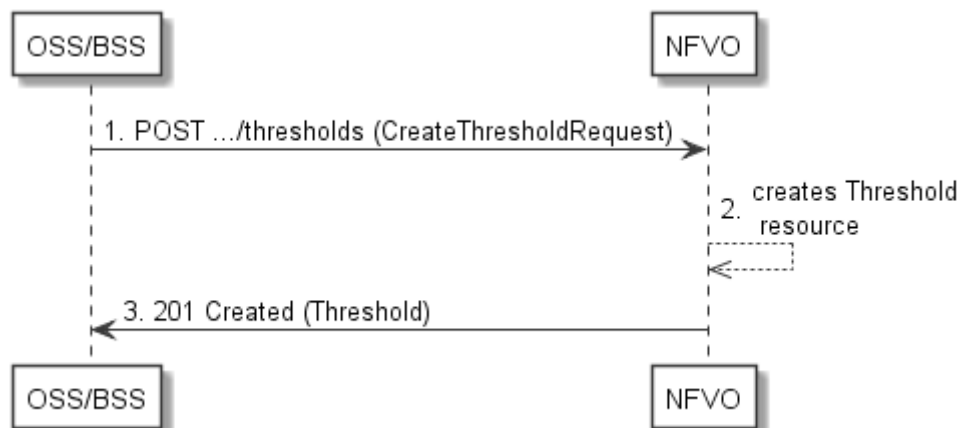 OSS/BSS
NFVO
1. POST .../thresholds (CreateThresholdRequest)
2. creates Threshold
resource
3. 201 Created (Threshold)
OSS/BSS
NFVO